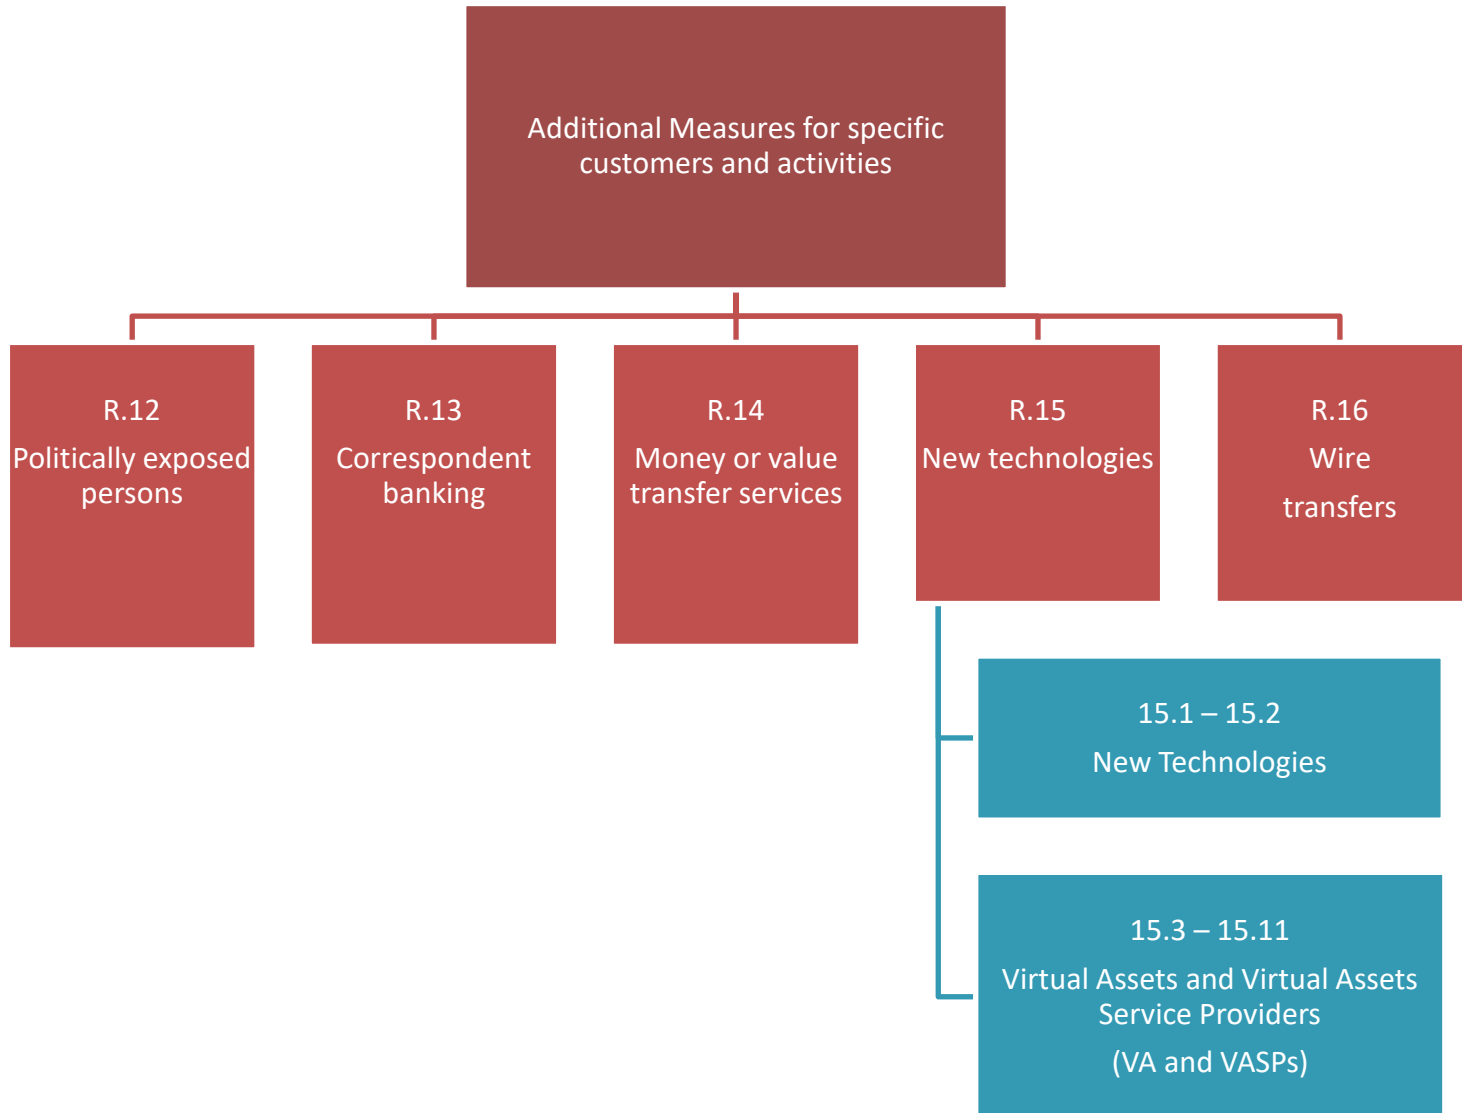 Additional Measures for specific
customers and activities
R.12
Politically exposed
persons
R.13
Correspondent
banking
R.14
Money or value
transfer services
R.15
New technologies
R.16
Wire
transfers
15.1 – 15.2
New Technologies
15.3 – 15.11
Virtual Assets and Virtual Assets
Service Providers
(VA and VASPs)